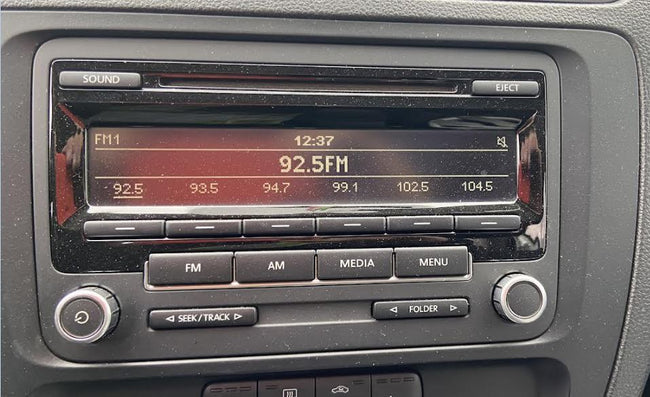 SOUND
EJECT
FM1 12:37
92.5FM
92.5 93.5 94.7 99.1 102.5 104.5
FM AM MEDIA MENU
SEEK/TRACK FOLDER